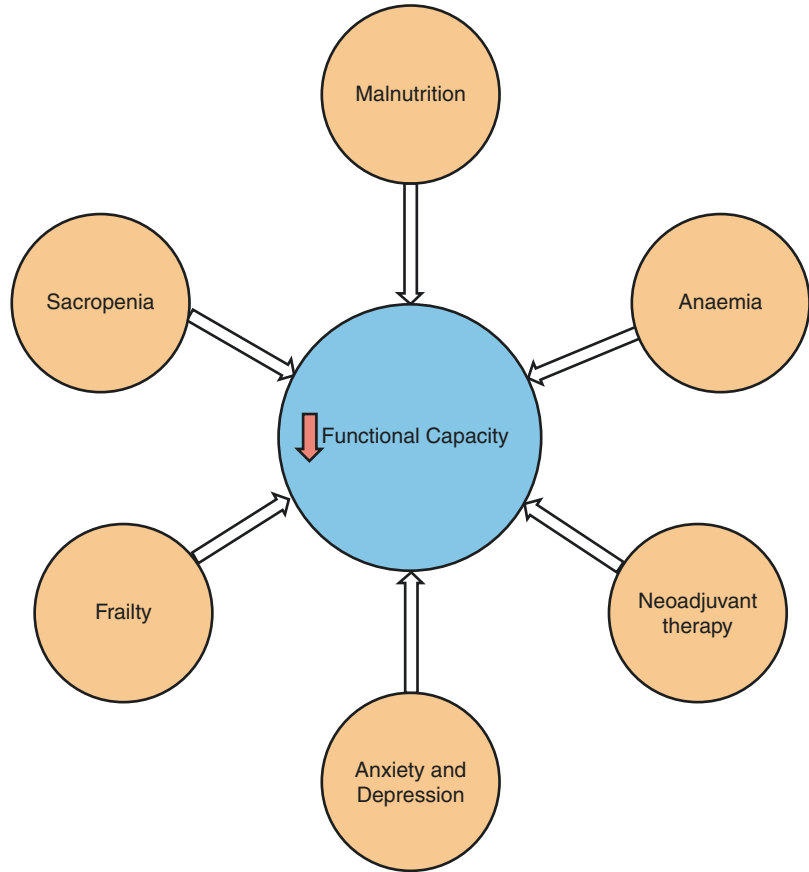 Malnutrition
Sacropenia
Anaemia
Functional Capacity
Frailty
Neoadjuvant
therapy
Anxiety and
Depression